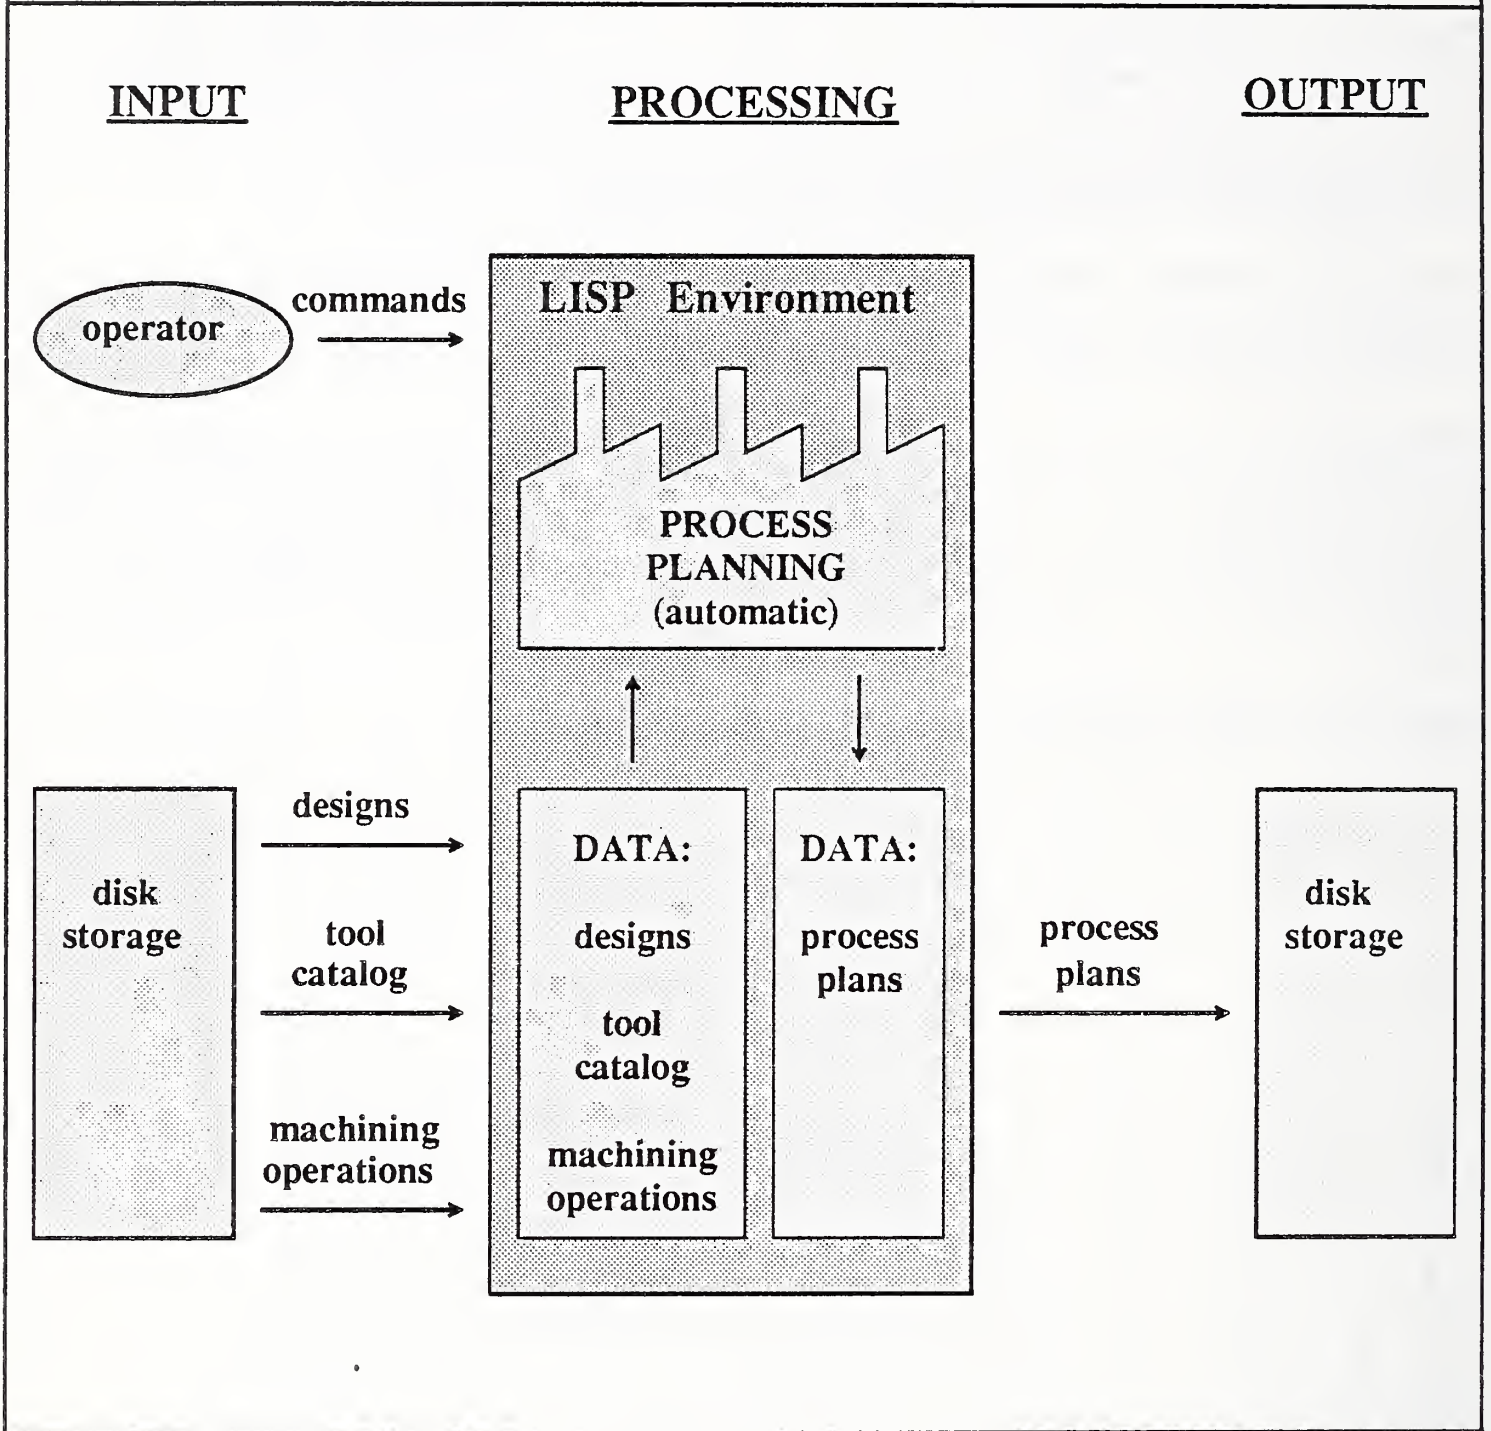 INPUT
PROCESSING
OUTPUT
operator
commands
LISP Environment
PROCESS
PLANNING
(automatic)
disk
storage
designs
tool
catalog
machining
operations
DATA:
designs
tool
catalog
machining
operations
DATA:
process
plans
process
plans
disk
storage